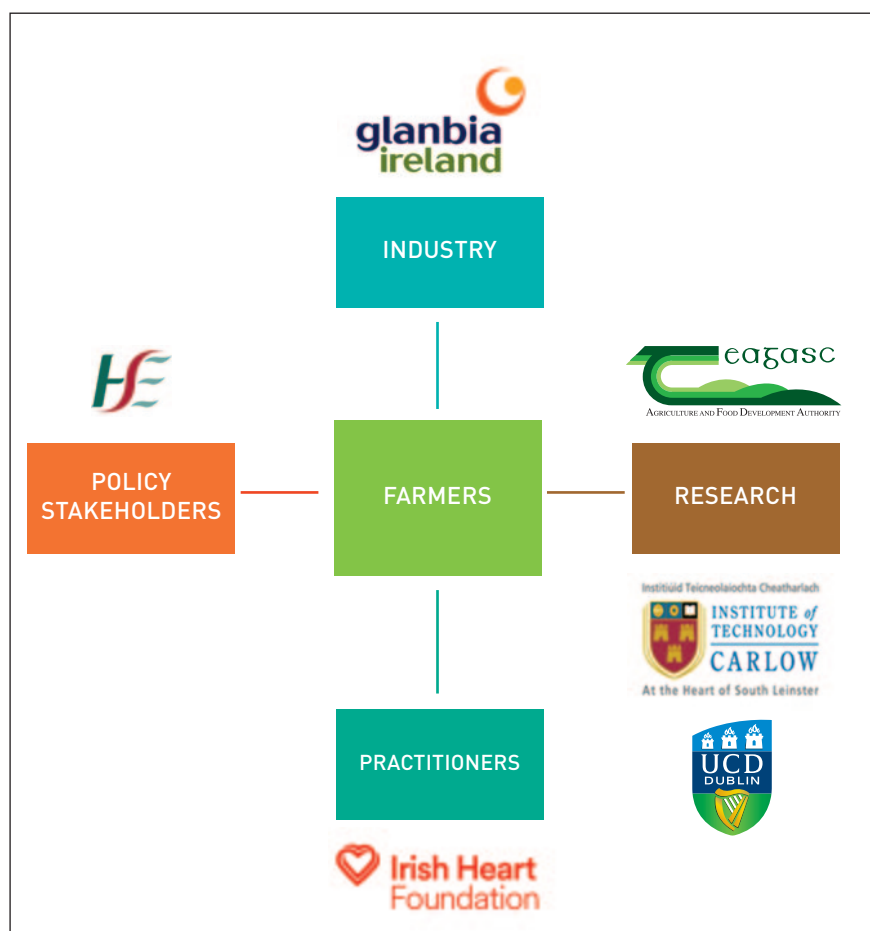 glanbia
ireland
INDUSTRY
HSE
eagasc
AGRICULTURE AND FOOD DEVELOPMENT AUTHORITY
POLICY
STAKEHOLDERS
FARMERS
RESEARCH
Institiúid Teicneolaíochta Cheatharlach
INSTITUTE of
TECHNOLOGY
CARLOW
At the Heart of South Leinster
PRACTITIONERS
UCD
DUBLIN
Irish Heart
Foundation